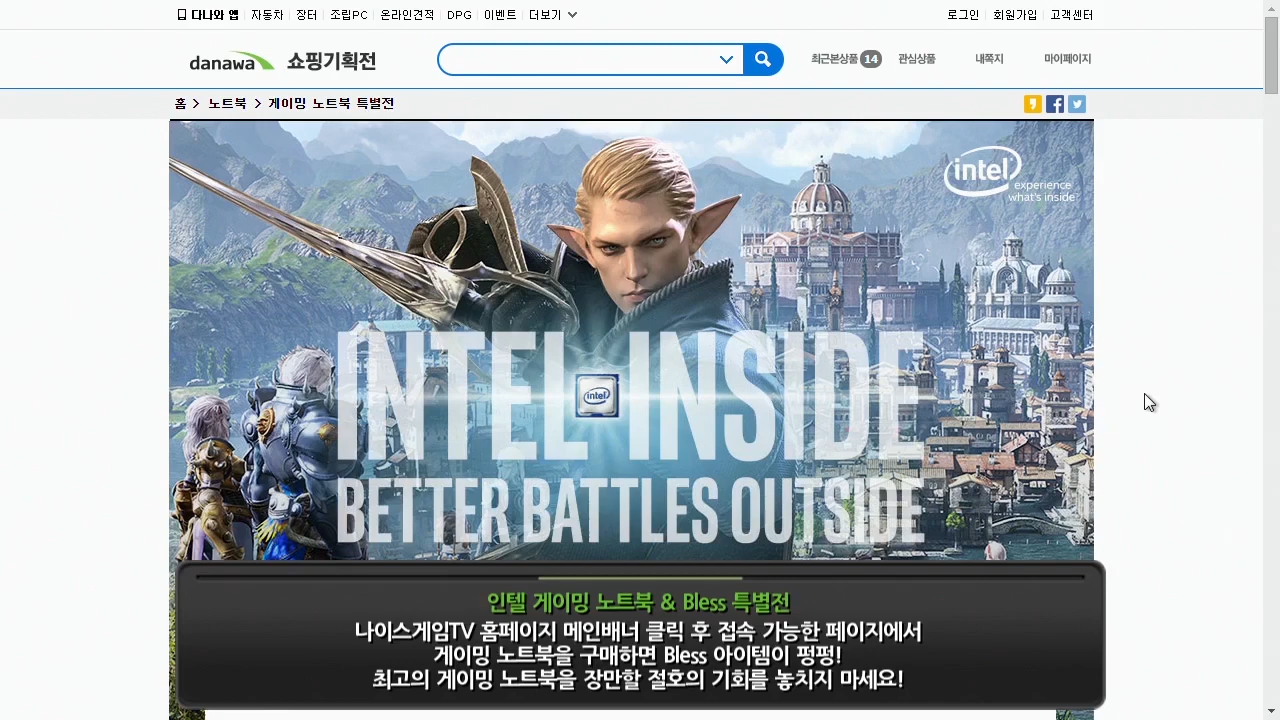 다나와 앱 자동차 장터 조립PC 온라인견적 DPG 이벤트 더보기 로그인 회원가입 고객센터
danawa 쇼핑기획전 최근본상품 14 관심상품 내쪽지 마이페이지
홈 > 노트북 > 게이밍 노트북 특별전
intel
experience
what's inside
INTEL INSIDE
intel
BETTER BATTLES OUTSIDE
인텔 게이밍 노트북 & Bless 특별전
나이스게임TV 홈페이지 메인배너 클릭 후 접속 가능한 페이지에서
게이밍 노트북을 구매하면 Bless 아이템이 펑펑!
최고의 게이밍 노트북을 장만할 절호의 기회를 놓치지 마세요!